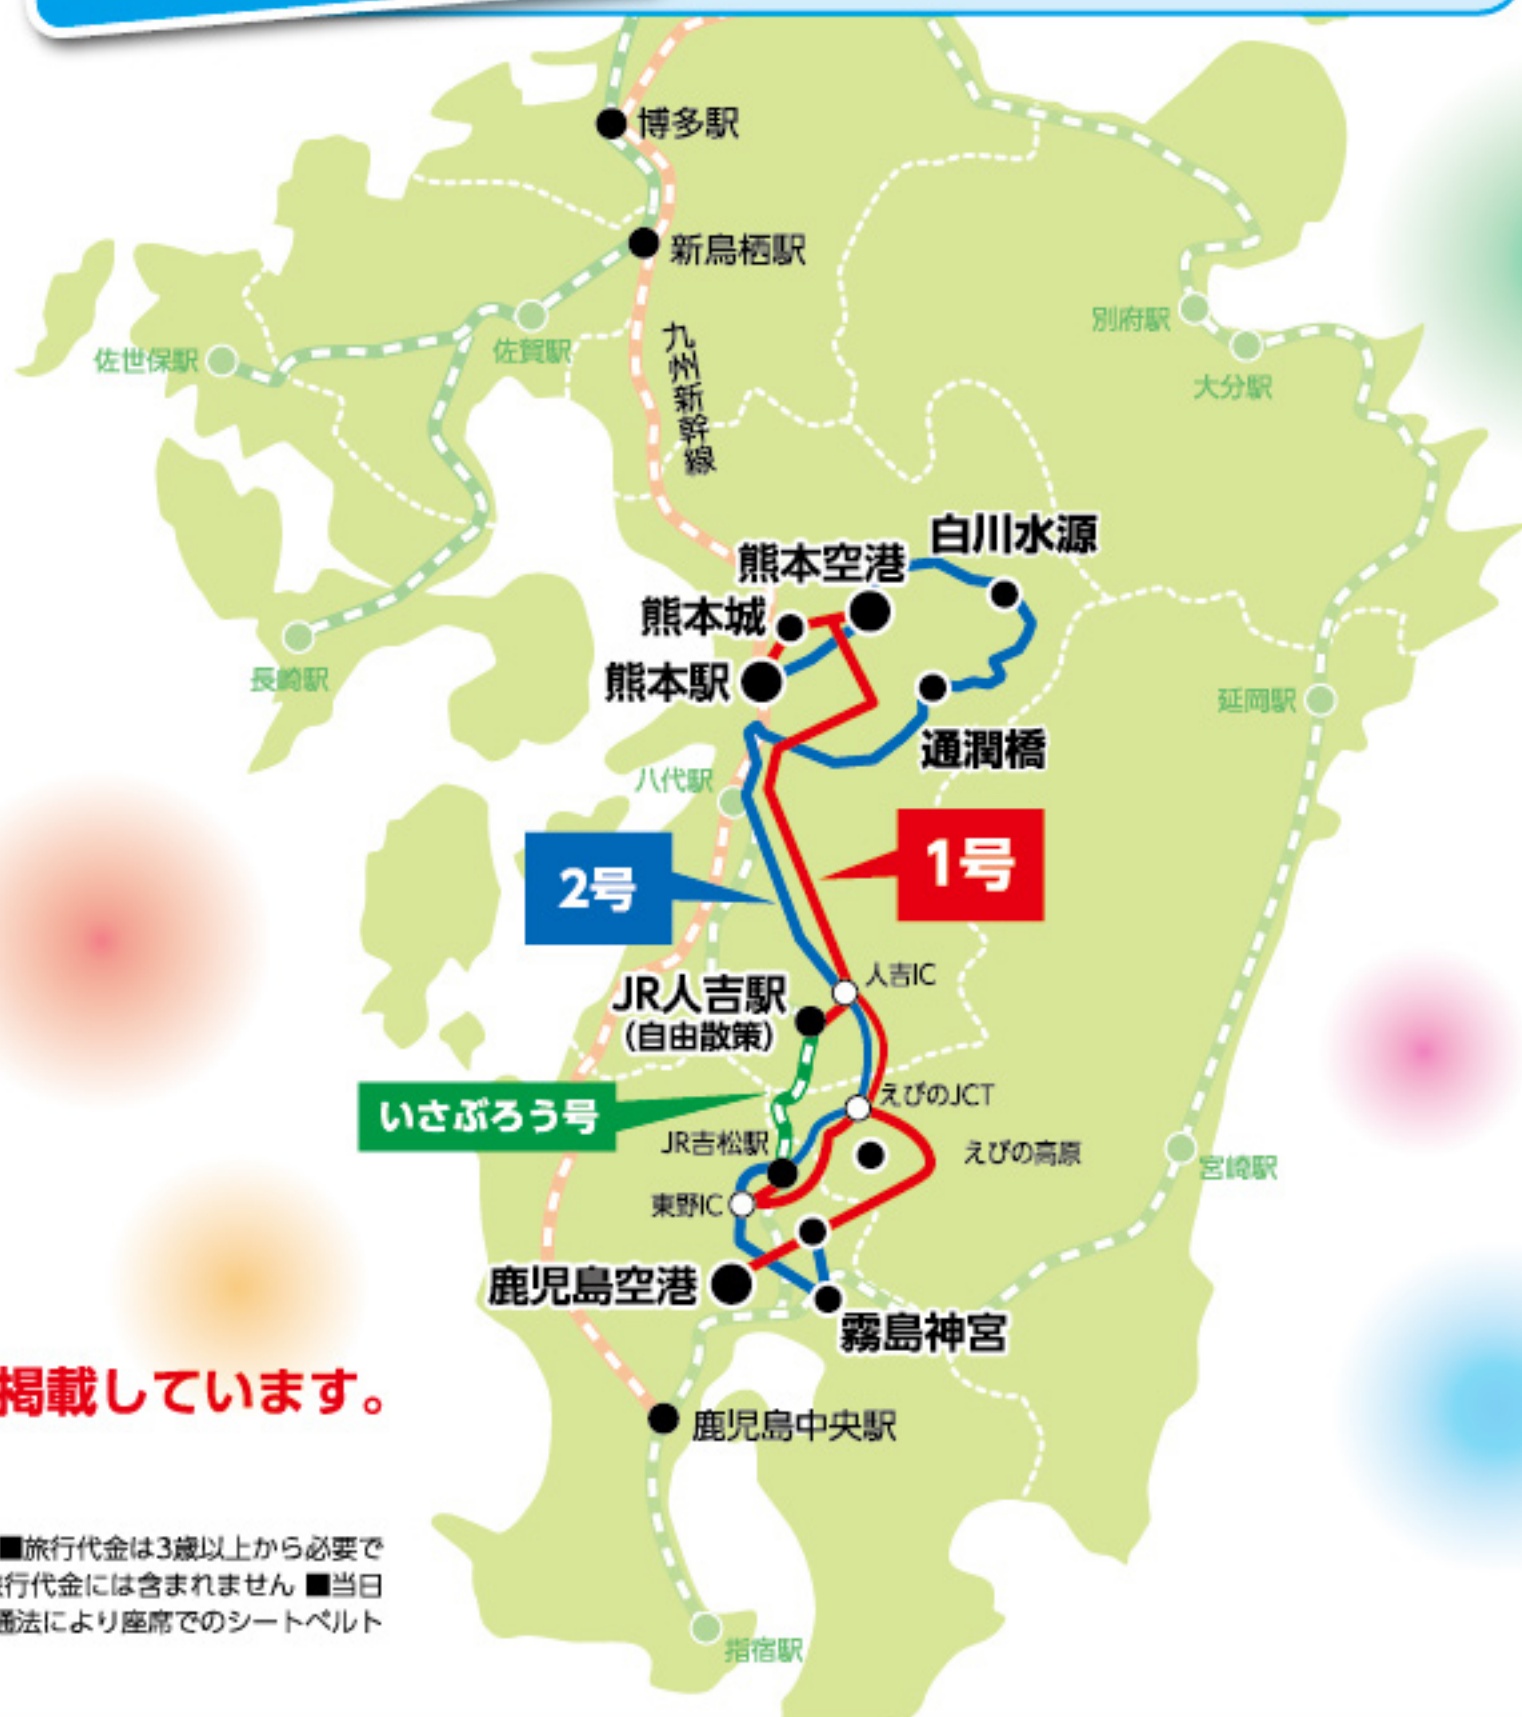 博多駅
新鳥栖駅
九州新幹線
別府駅
佐世保駅
佐賀駅
大分駅
白川水源
熊本空港
熊本城
熊本駅
長崎駅
延岡駅
通潤橋
八代駅
1号
2号
人吉IC
JR人吉駅
(自由散策)
えびのJCT
いさぶろう号
JR吉松駅
えびの高原
宮崎駅
東野IC
鹿児島空港
霧島神宮
掲載しています。
鹿児島中央駅
■旅行代金は3歳以上から必要で
行代金には含まれません ■当日
通法により座席でのシートベルト
指宿駅